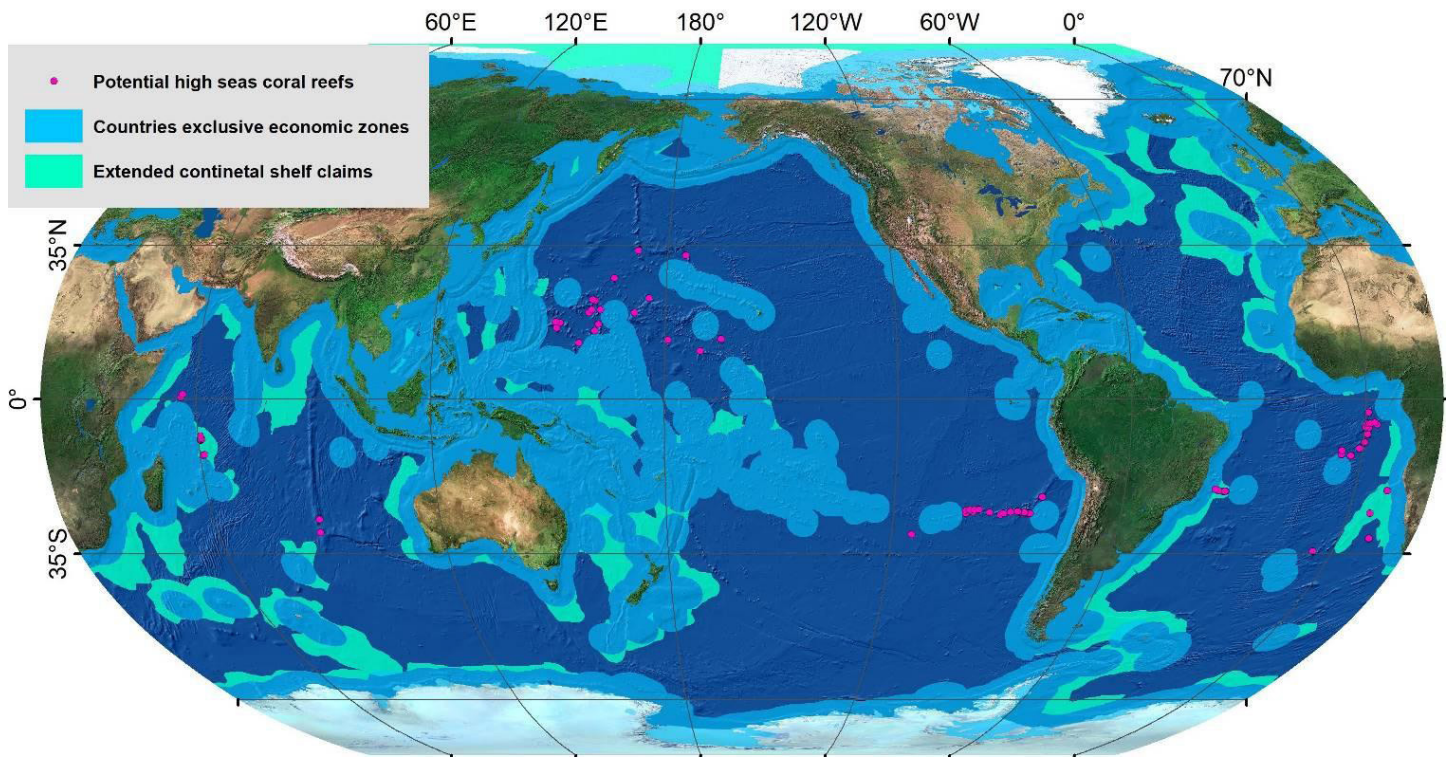 60°E 120°E 180° 120°W 60°W 0°
Potential high seas coral reefs
Countries exclusive economic zones
Extended continetal shelf claims
70°N
35°N
0°
35°S